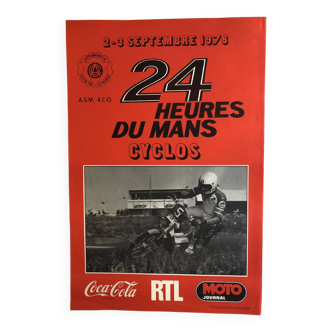 2-3 SEPTEMBRE 1978
A.S.M. A.C.O.
24
HEURES
DU MANS
CYCLOS
Coca-Cola
RTL
MOTO
JOURNAL